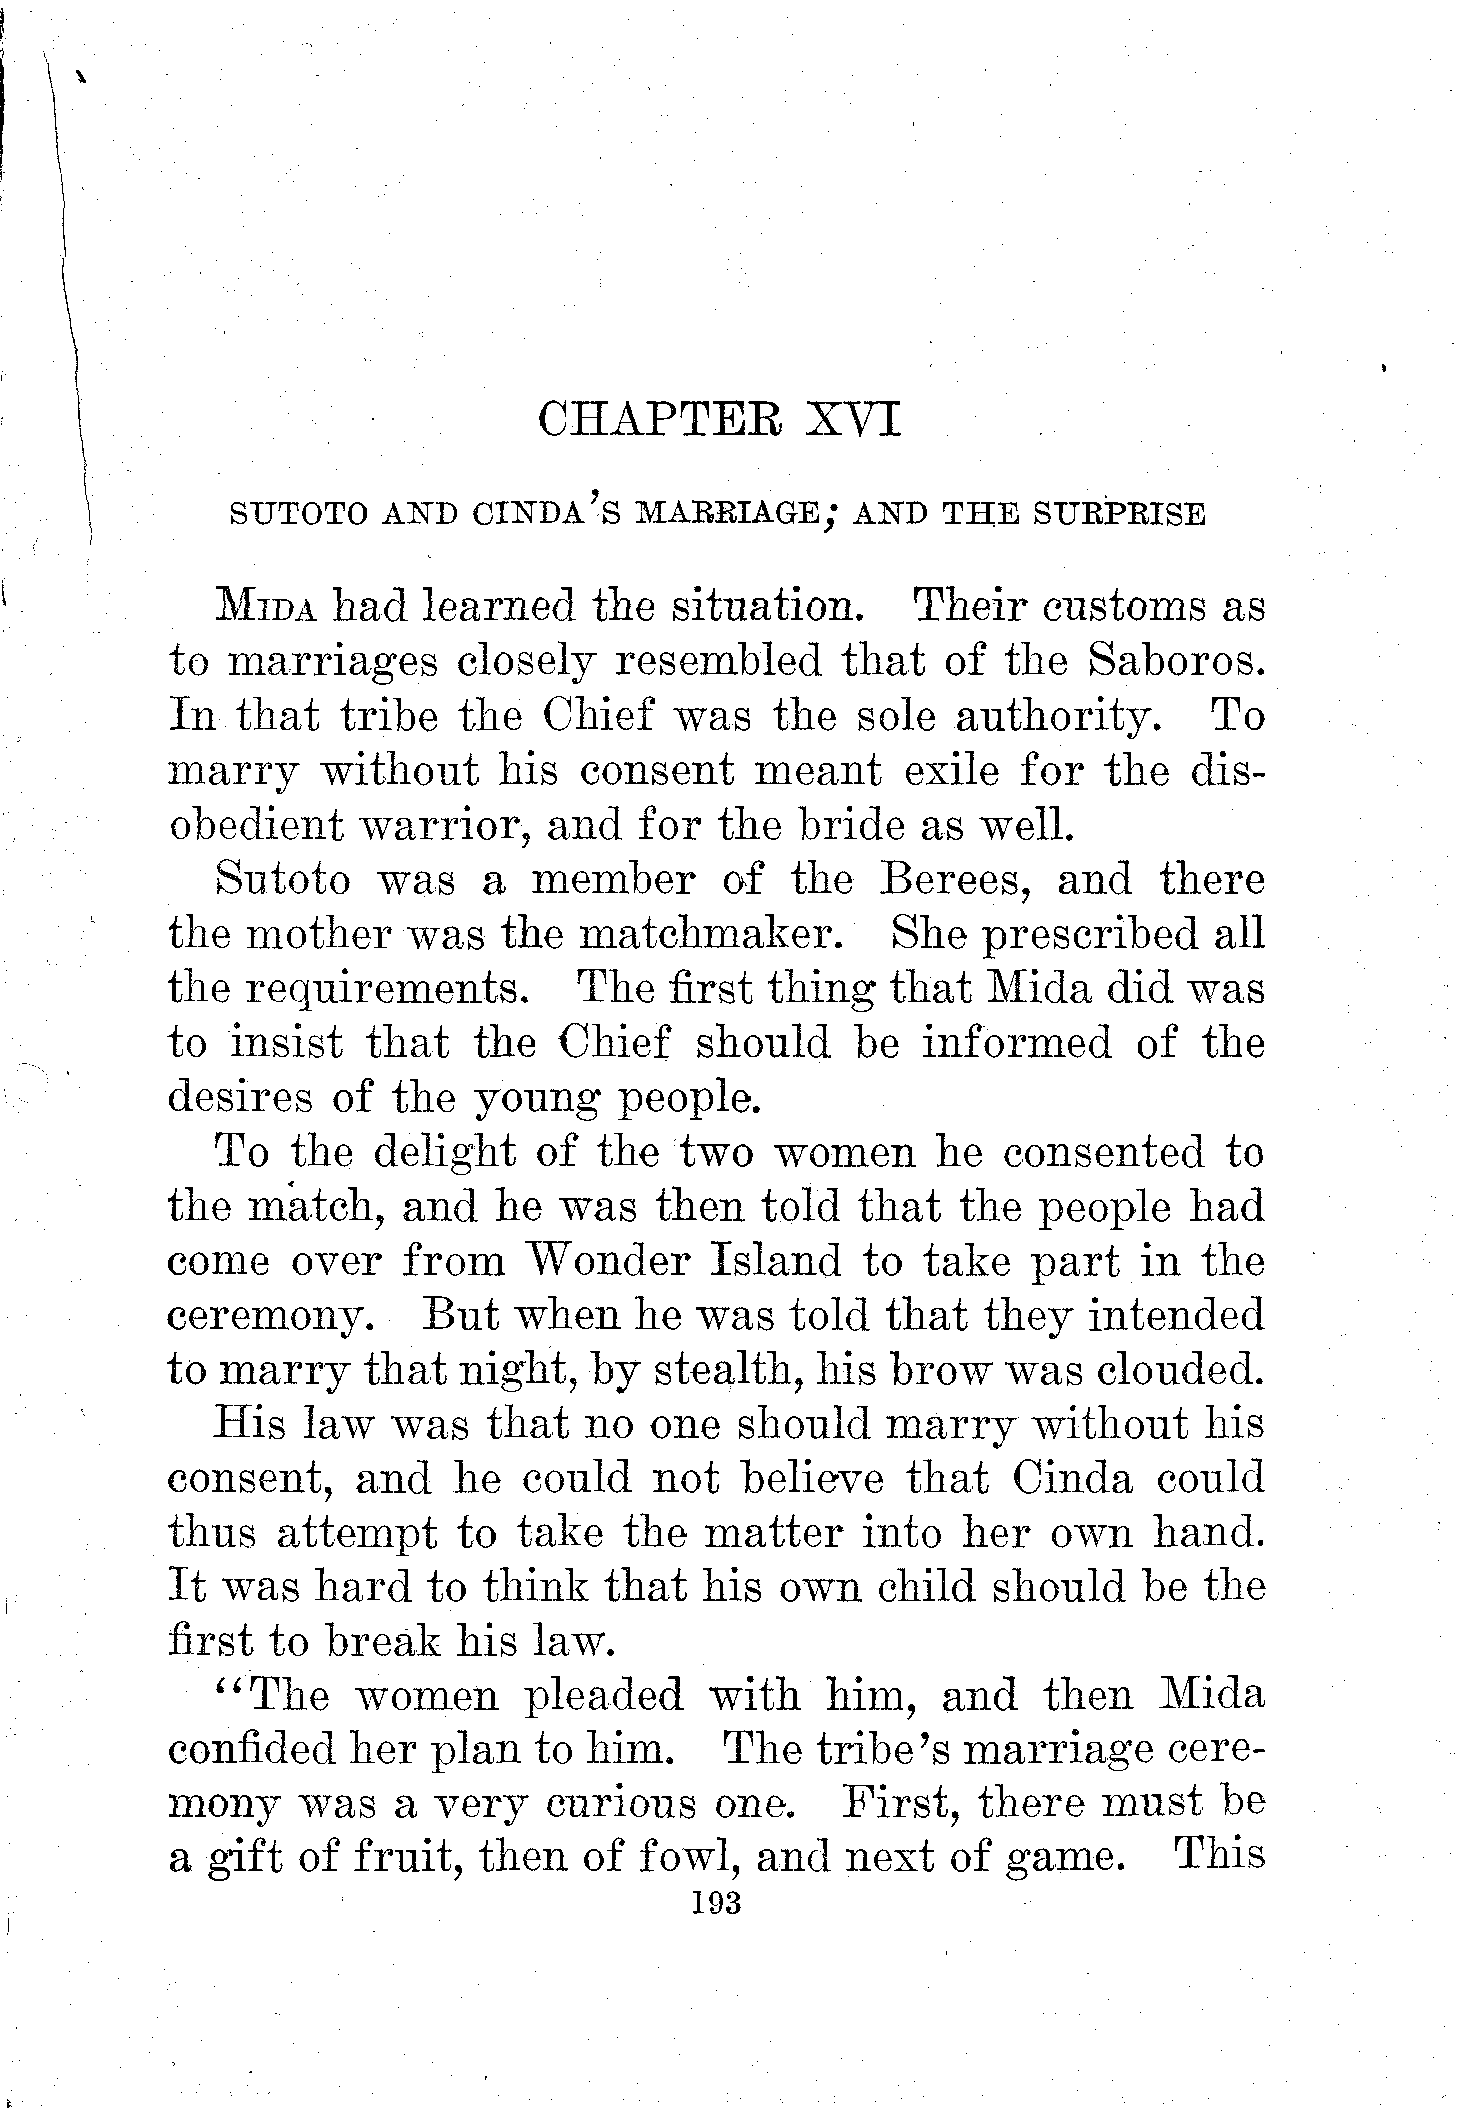 CHAPTER XVI
SUTOTO AND CINDA'S MARRIAGE; AND THE SURPRISE
MIDA had learned the situation. Their customs as
to marriages closely resembled that of the Saboros.
In that tribe the Chief was the sole authority. To
marry without his consent meant exile for the dis-
obedient warrior, and for the bride as well.
Sutoto was a member of the Berees, and there
the mother was the matchmaker. She prescribed all
the requirements. The first thing that Mida did was
to insist that the Chief should be informed of the
desires of the young people.
To the delight of the two women he consented to
the match, and he was then told that the people had
come over from Wonder Island to take part in the
ceremony. But when he was told that they intended
to marry that night, by stealth, his brow was clouded.
His law was that no one should marry without his
consent, and he could not believe that Cinda could
thus attempt to take the matter into her own hand.
It was hard to think that his own child should be the
first to break his law.
"The women pleaded with him, and then Mida
confided her plan to him. The tribe's marriage cere-
mony was a very curious one. First, there must be
a gift of fruit, then of fowl, and next of game. This
193